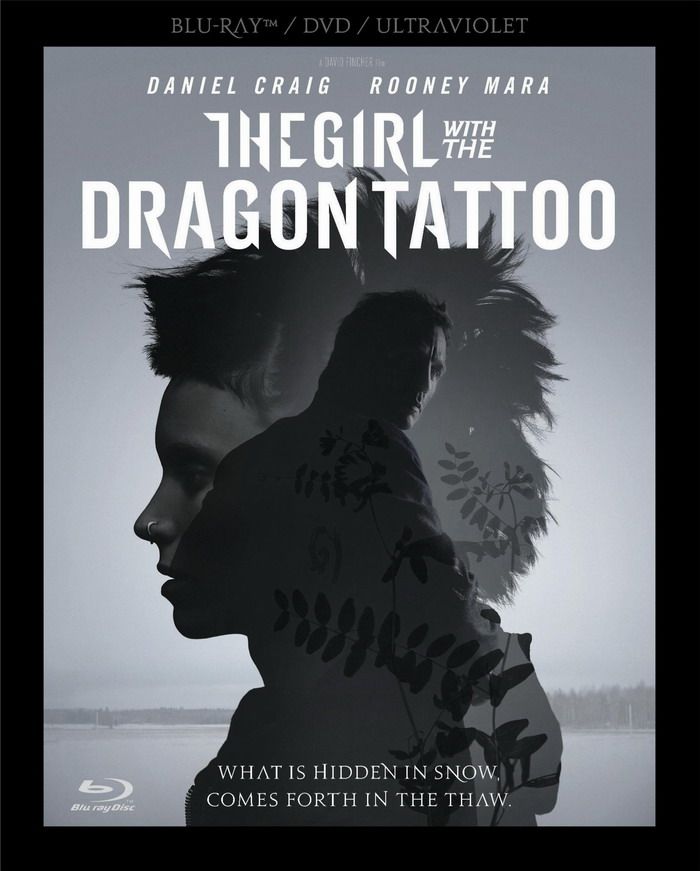 BLU-RAY™ / DVD / ULTRAVIOLET
A DAVID FINCHER Film
DANIEL CRAIG ROONEY MARA
THE GIRL WITH THE
DRAGON TATTOO
WHAT IS HIDDEN IN SNOW,
COMES FORTH IN THE THAW.
Blu-ray Disc